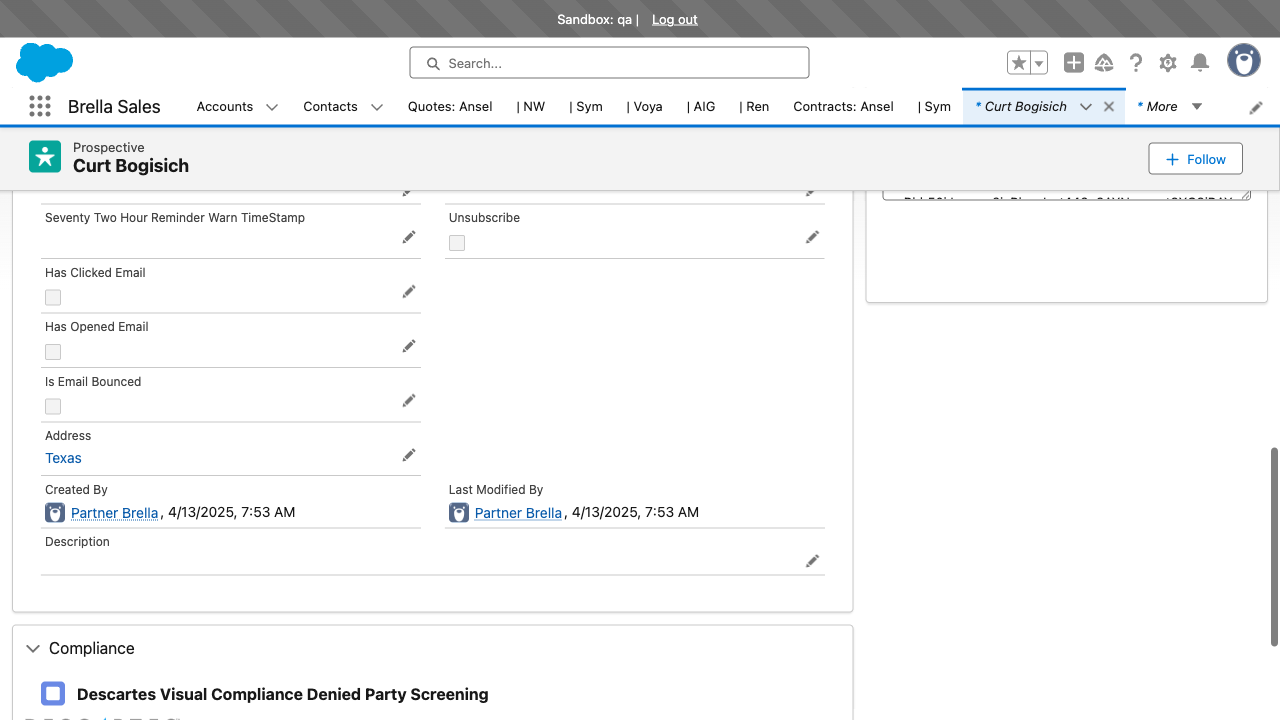 Sandbox: qa | Log out
Search...
Brella Sales
Accounts
Contacts
Quotes: Ansel
| NW
| Sym
| Voya
| AIG
| Ren
Contracts: Ansel
| Sym
* Curt Bogisich
* More
Prospective
Curt Bogisich
Follow
Seventy Two Hour Reminder Warn TimeStamp
Unsubscribe
Has Clicked Email
Has Opened Email
Is Email Bounced
Address
Texas
Created By
Last Modified By
Partner Brella, 4/13/2025, 7:53 AM
Partner Brella, 4/13/2025, 7:53 AM
Description
Compliance
Descartes Visual Compliance Denied Party Screening